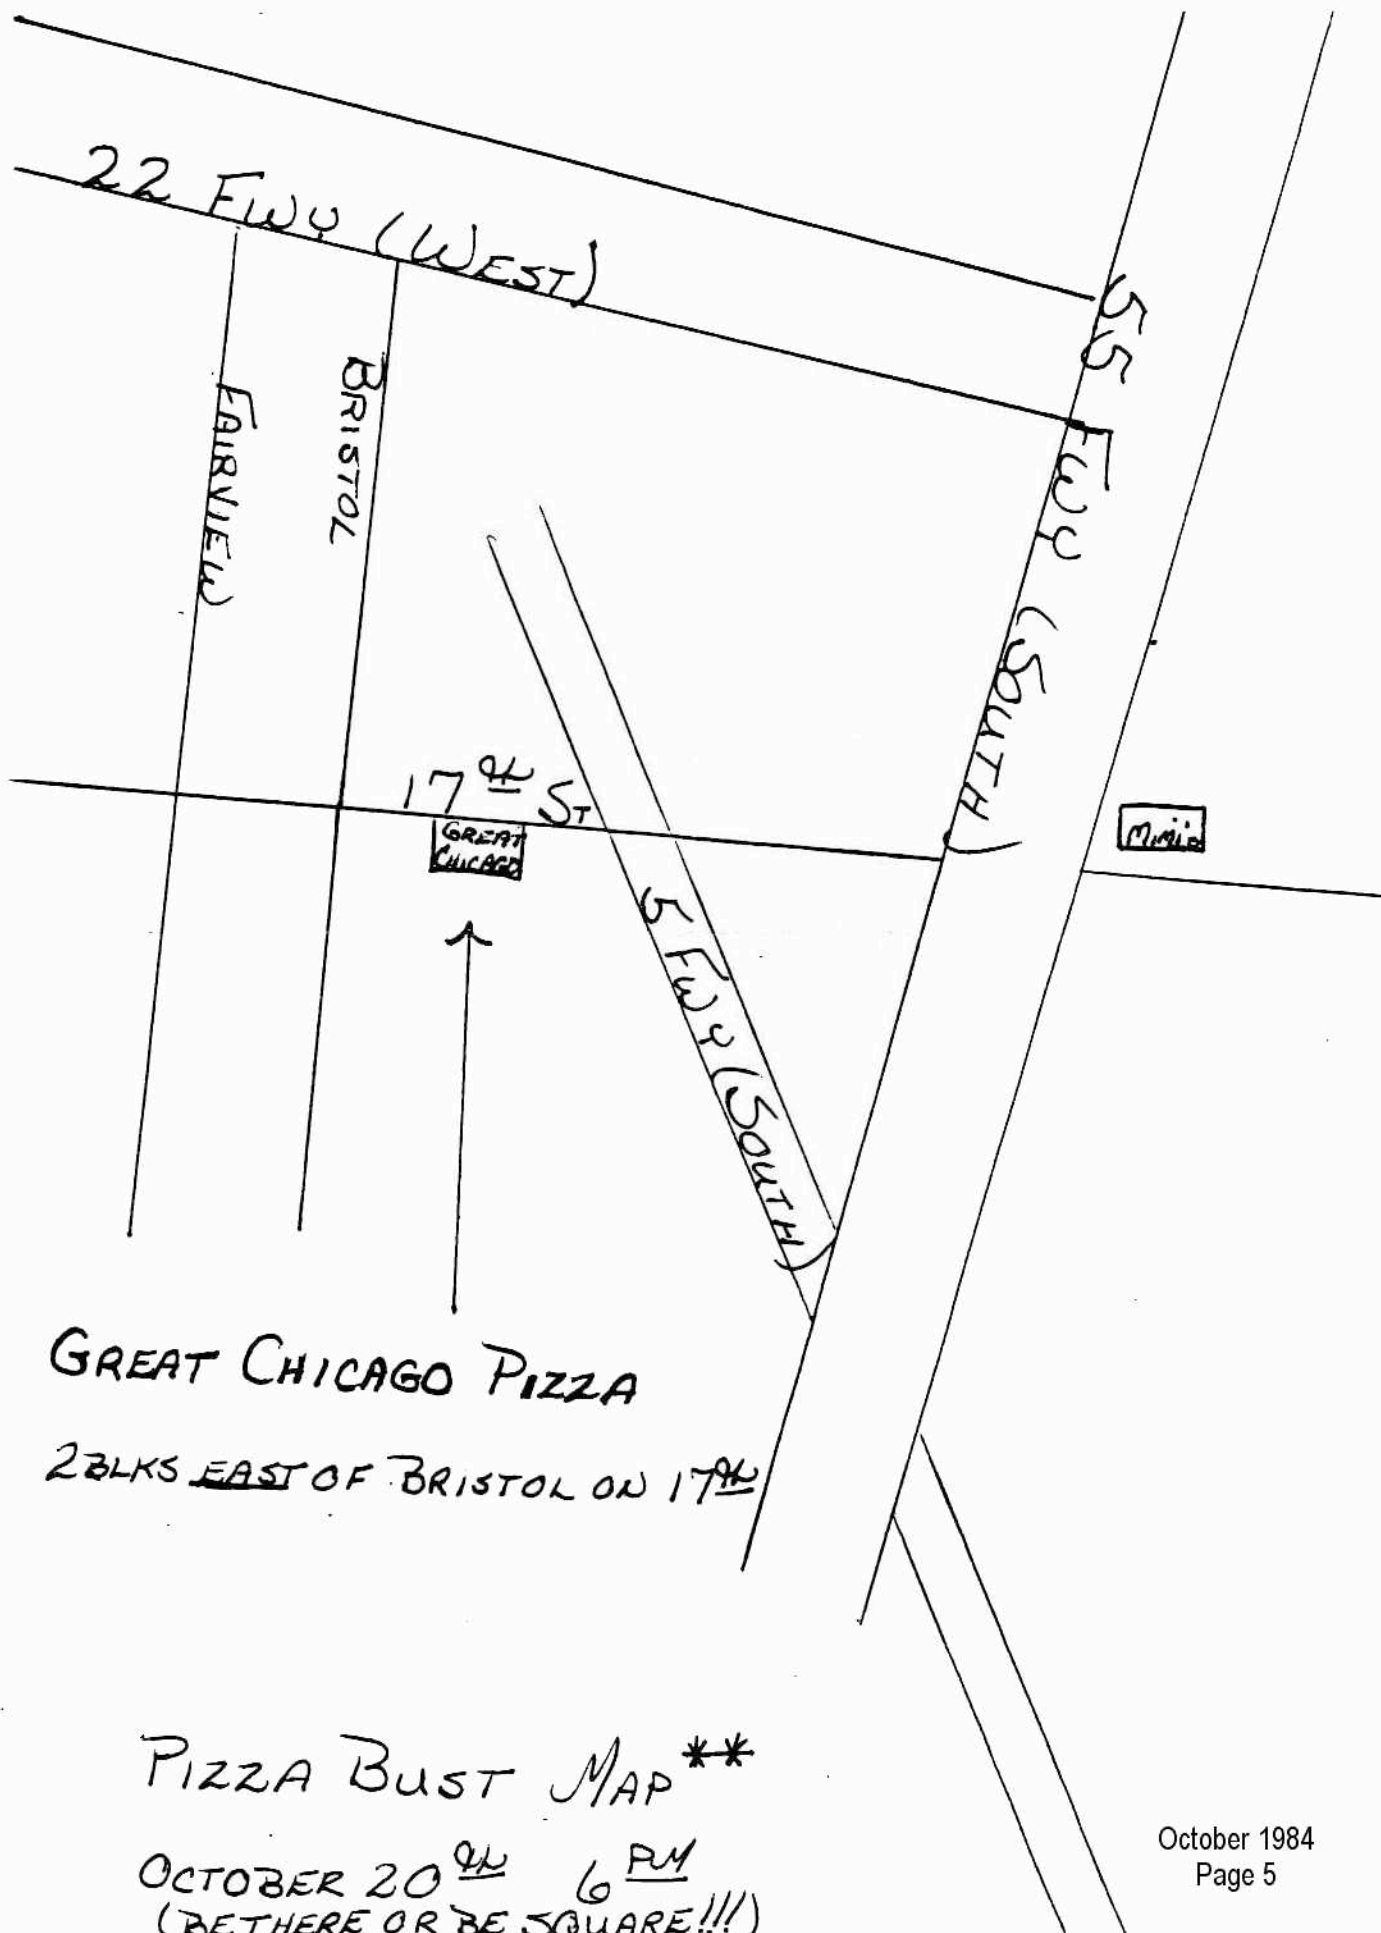 22 FWY (WEST)
55 FWY (SOUTH)
FAIRVIEW
BRISTOL
17th ST
GREAT
CHICAGO
Mimi's
5 FWY (SOUTH)
GREAT CHICAGO PIZZA
2 BLKS EAST OF BRISTOL ON 17th
PIZZA BUST MAP **
OCTOBER 20th 6 PM
(BE THERE OR BE SQUARE!!!)
October 1984
Page 5